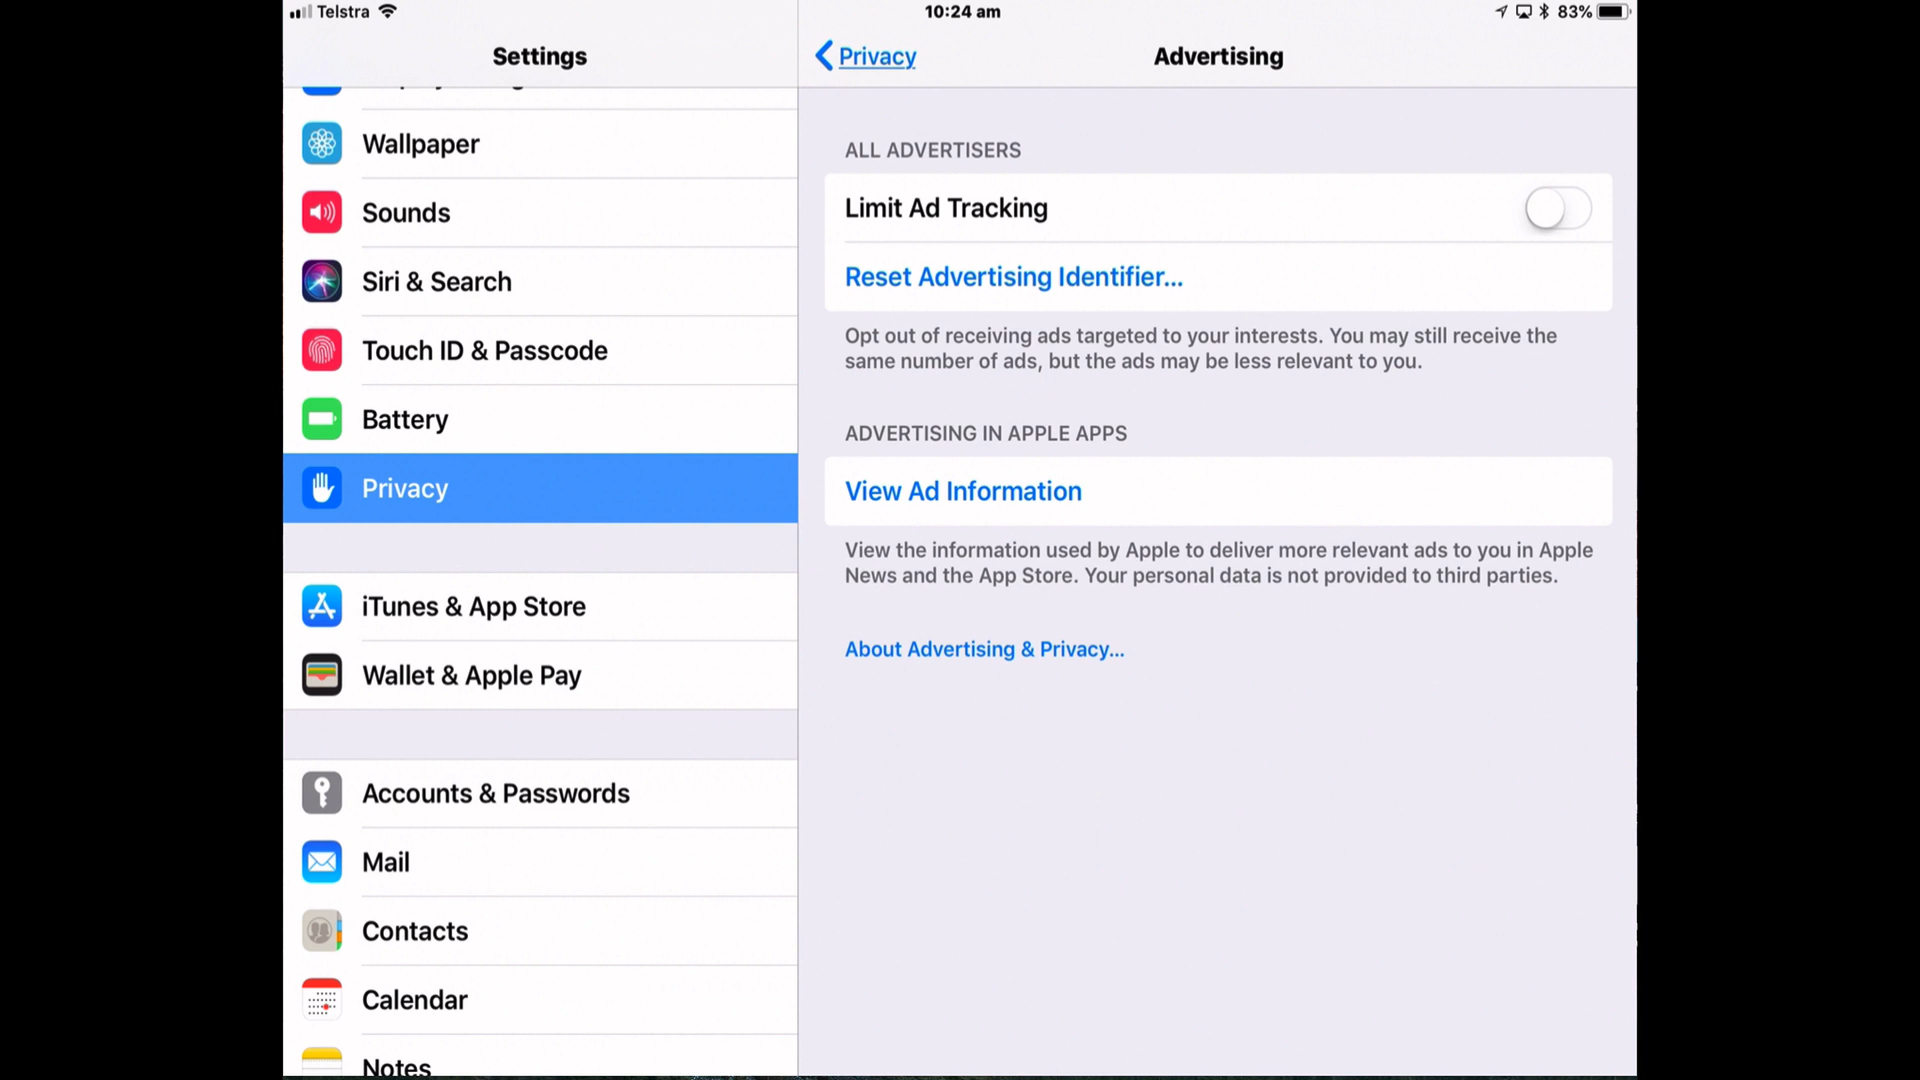 Telstra
10:24 am
83%
Settings
Privacy
Advertising
Wallpaper
Sounds
Siri & Search
Touch ID & Passcode
Battery
Privacy
iTunes & App Store
Wallet & Apple Pay
Accounts & Passwords
Mail
Contacts
Calendar
Notes
ALL ADVERTISERS
Limit Ad Tracking
Reset Advertising Identifier...
Opt out of receiving ads targeted to your interests. You may still receive the
same number of ads, but the ads may be less relevant to you.
ADVERTISING IN APPLE APPS
View Ad Information
View the information used by Apple to deliver more relevant ads to you in Apple
News and the App Store. Your personal data is not provided to third parties.
About Advertising & Privacy...